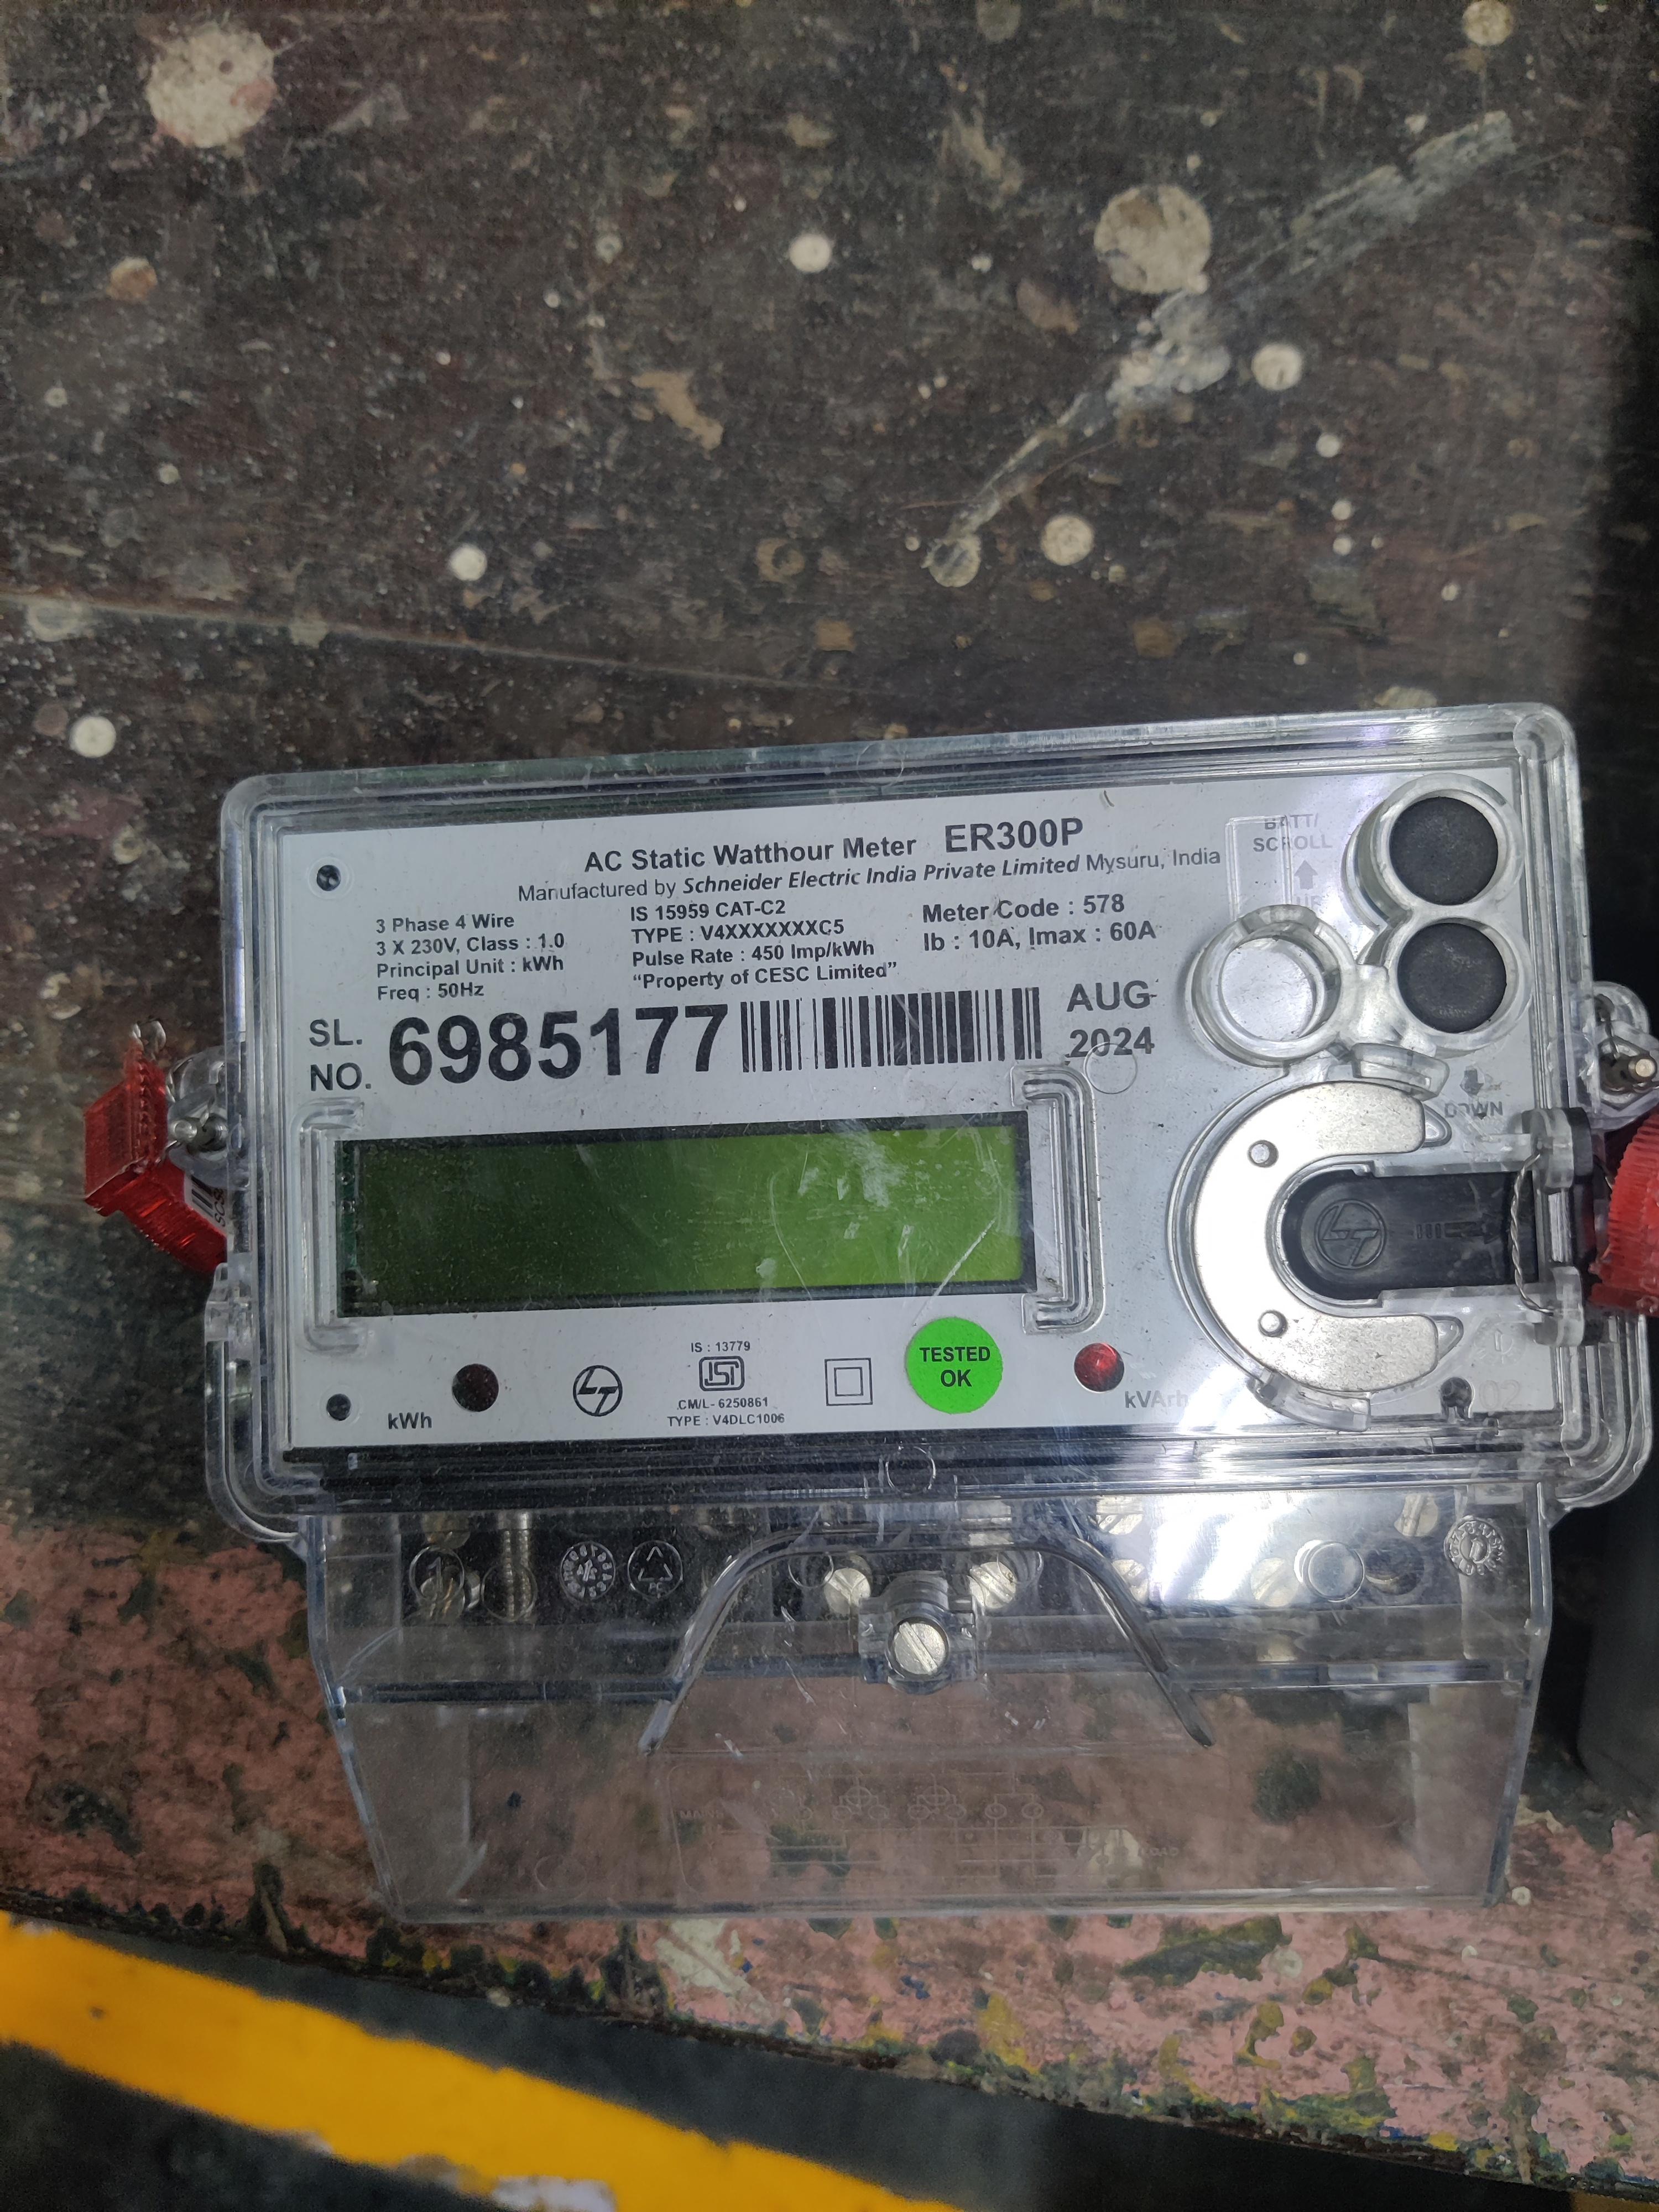 AC Static Watthour Meter ER300P
Manufactured by Schneider Electric India Private Limited Mysuru, India
BATT/
SCROLL
3 Phase 4 Wire
3 X 230V, Class : 1.0
Principal Unit : kWh
Freq : 50Hz
IS 15959 CAT-C2
TYPE : V4XXXXXXXC5
Pulse Rate : 450 Imp/kWh
"Property of CESC Limited"
Meter Code : 578
Ib : 10A, Imax : 60A
SL.
NO. 6985177
AUG
2024
DOWN
kWh
LT
IS : 13779
ISI
CM/L- 6250861
TYPE : V4DLC1006
TESTED
OK
kVArh
LT